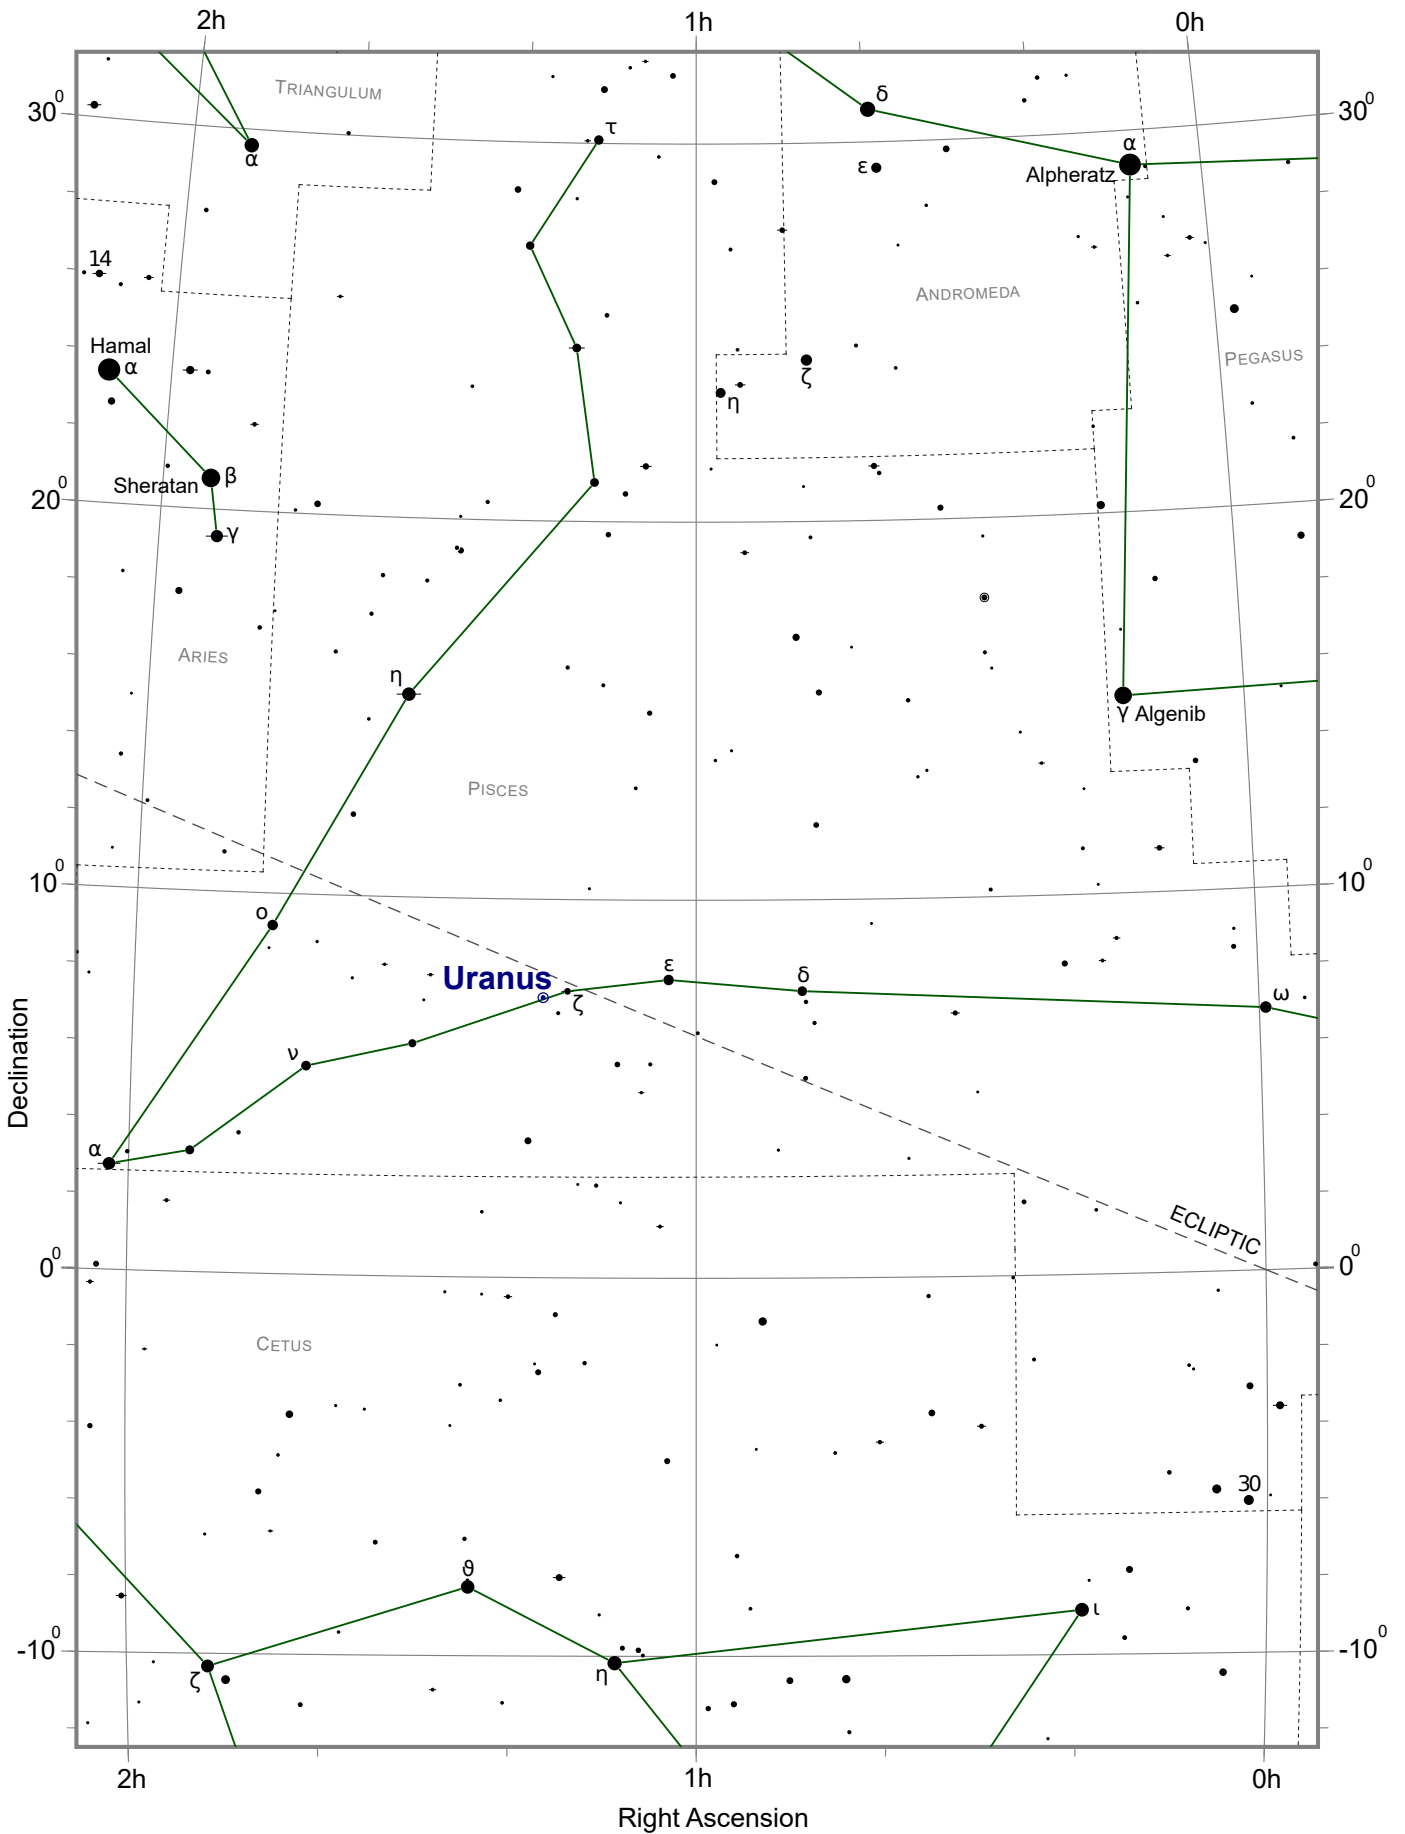 2h 1h 0h
δ
TRIANGULUM
30⁰ 30⁰
τ
α
α
ε
Alpheratz
14
ANDROMEDA
Hamal
α
PEGASUS
ζ
η
β
Sheratan
20⁰ 20⁰
γ
ARIES
η
γ Algenib
PISCES
10⁰ 10⁰
ο
ε
δ
Uranus
ζ
ω
ν
Declination
α
ECLIPTIC
0⁰ 0⁰
CETUS
30
ϑ
ι
-10⁰ -10⁰
ζ
η
2h 1h 0h
Right Ascension